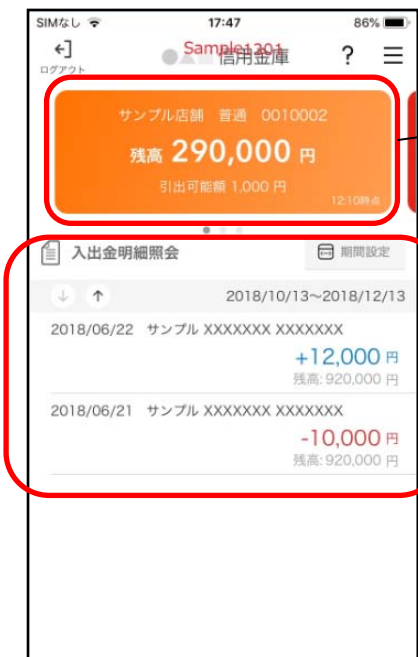 SIMなし 17:47 86%
ログアウト
●▲■信用金庫 ?
Sample1201
サンプル店舗 普通 0010002
残高 290,000 円
引出可能額 1,000 円
12:10時点
入出金明細照会 期間設定
↓ ↑ 2018/10/13~2018/12/13
2018/06/22 サンプル XXXXXXX XXXXXXX
+12,000 円
残高:920,000 円
2018/06/21 サンプル XXXXXXX XXXXXXX
-10,000 円
残高:920,000 円